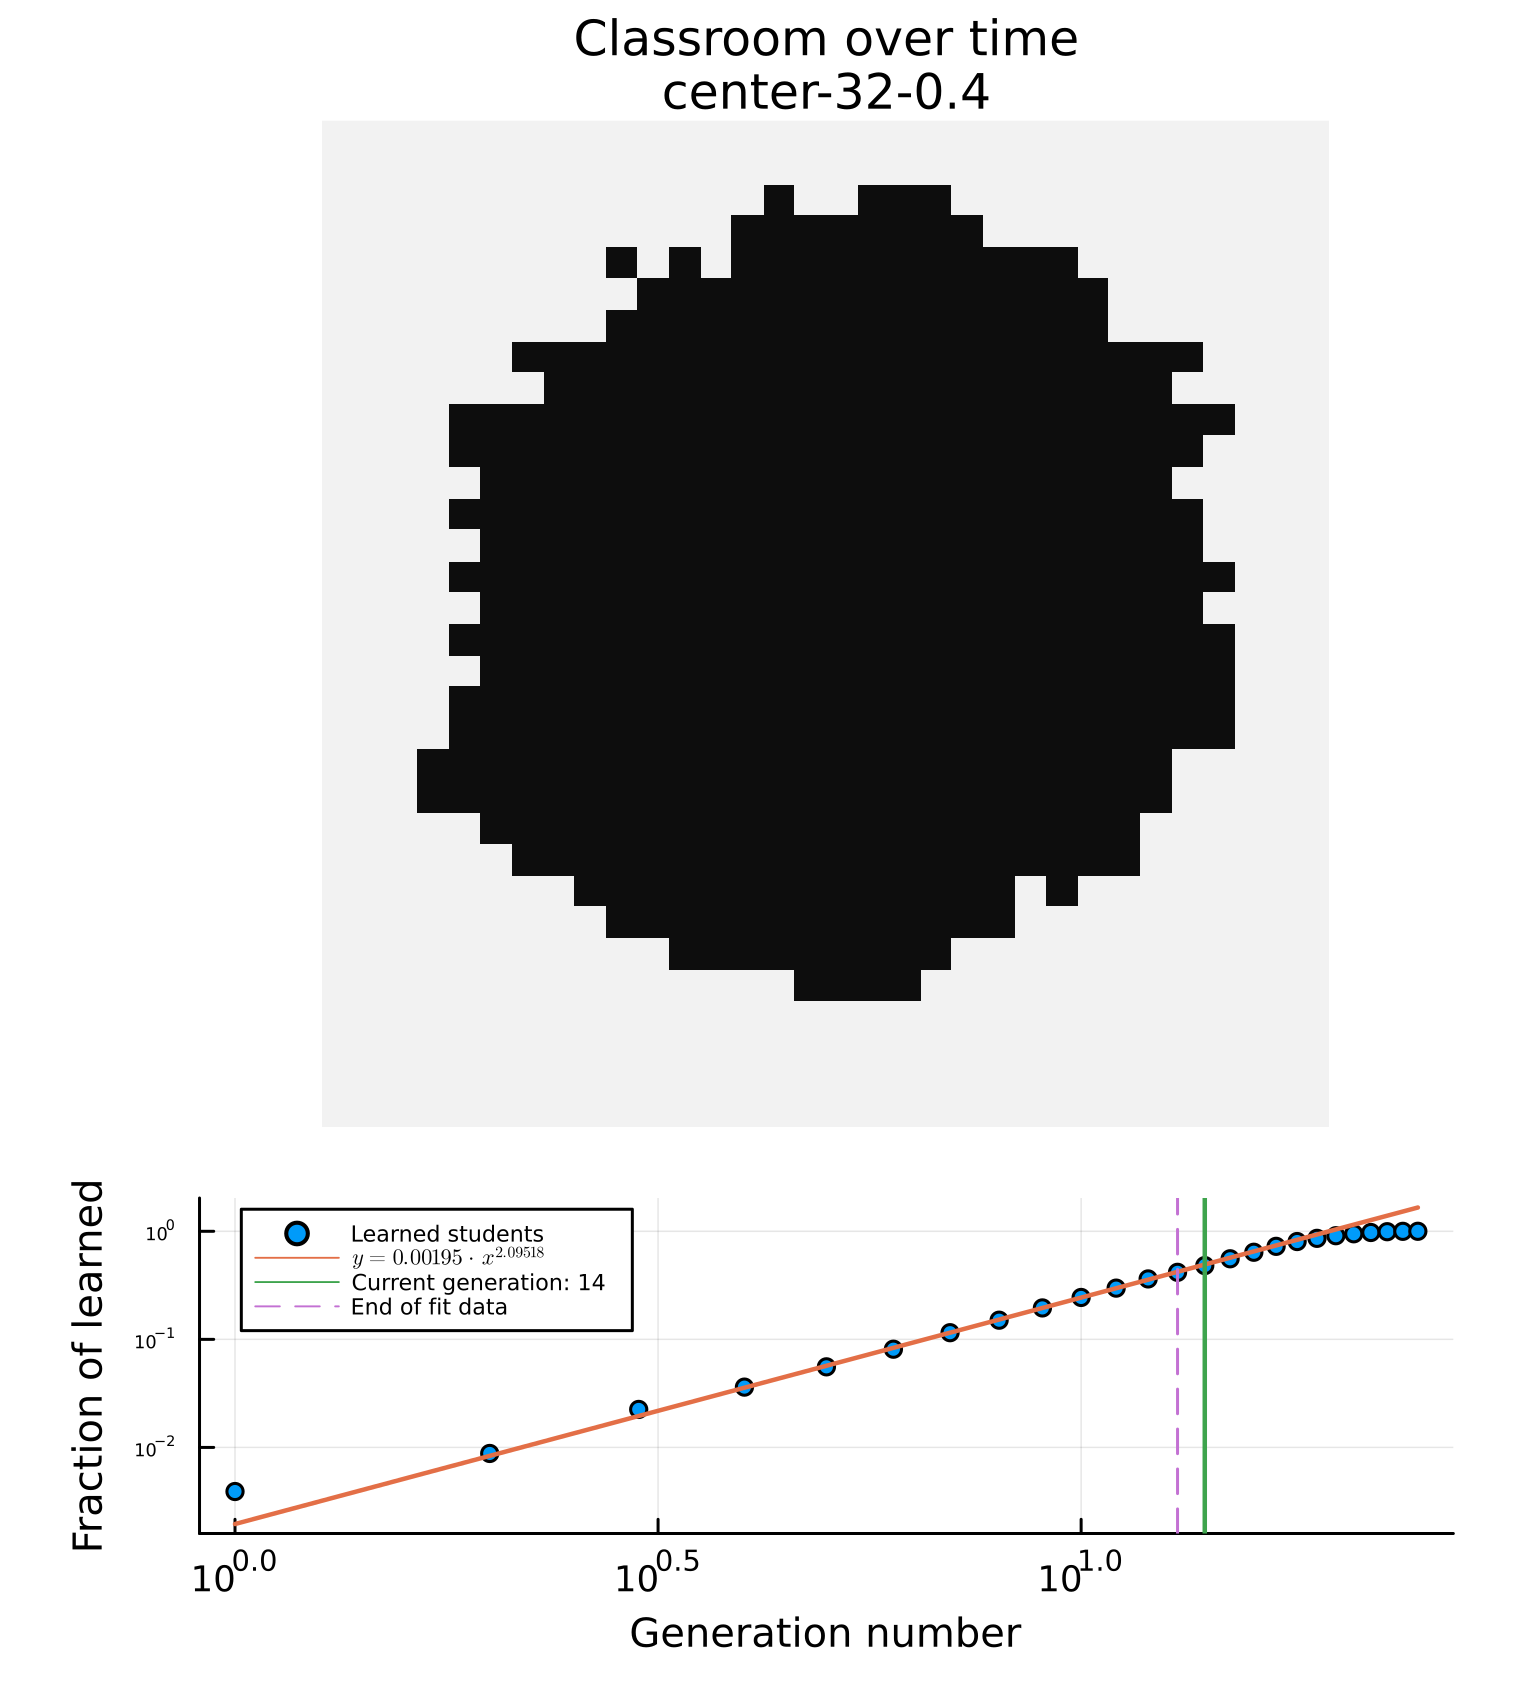 Classroom over time
center-32-0.4
Fraction of learned
10^0
10^−1
10^−2
Learned students
y = 0.00195 · x^2.09518
Current generation: 14
End of fit data
10^0.0 10^0.5 10^1.0
Generation number